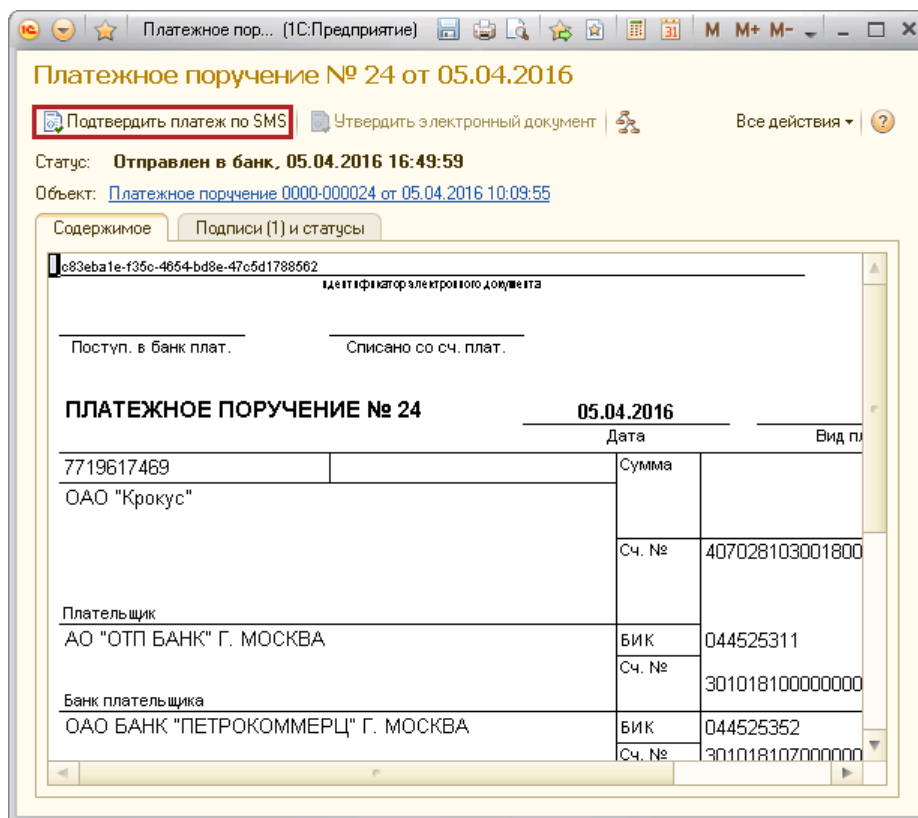 Платежное пор... (1С:Предприятие) 31 M M+ M-
Платежное поручение № 24 от 05.04.2016
Подтвердить платеж по SMS Утвердить электронный документ Все действия
Статус: Отправлен в банк, 05.04.2016 16:49:59
Объект: Платежное поручение 0000-000024 от 05.04.2016 10:09:55
Содержимое Подписи (1) и статусы
c83eba1e-f35c-4654-bd8e-47c5d1788562
идентификатор электронного документа
Поступ. в банк плат. Списано со сч. плат.
ПЛАТЕЖНОЕ ПОРУЧЕНИЕ № 24 05.04.2016
Дата Вид пл
7719617469 Сумма
ОАО "Крокус"
Сч. № 407028103001800
Плательщик
АО "ОТП БАНК" Г. МОСКВА БИК 044525311
Сч. №
301018100000000
Банк плательщика
ОАО БАНК "ПЕТРОКОММЕРЦ" Г. МОСКВА БИК 044525352
Сч. № 301018107000000